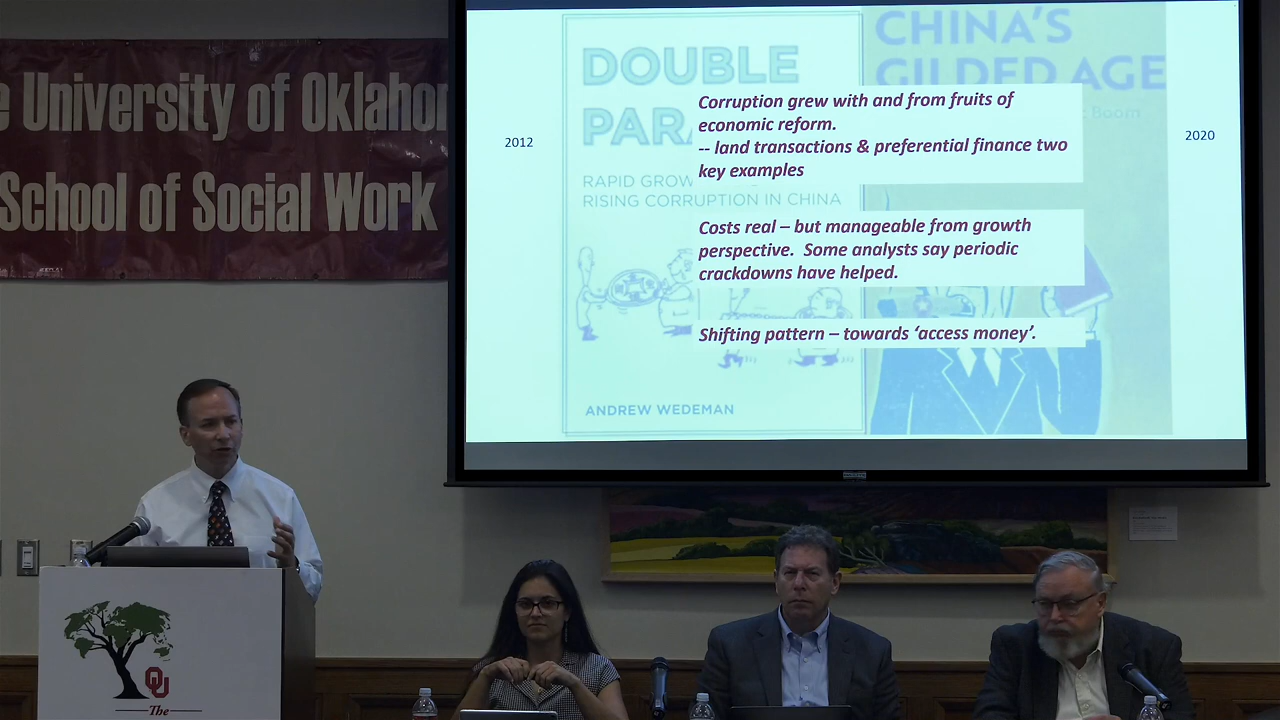 e University of Oklahor
School of Social Work
2012
DOUBLE
PAR
RAPID GROW
RISING CORRUPTION IN CHINA
ANDREW WEDEMAN
CHINA'S
GILDED AGE
Boom
2020
Corruption grew with and from fruits of
economic reform.
-- land transactions & preferential finance two
key examples
Costs real – but manageable from growth
perspective. Some analysts say periodic
crackdowns have helped.
Shifting pattern – towards 'access money'.
OU
The